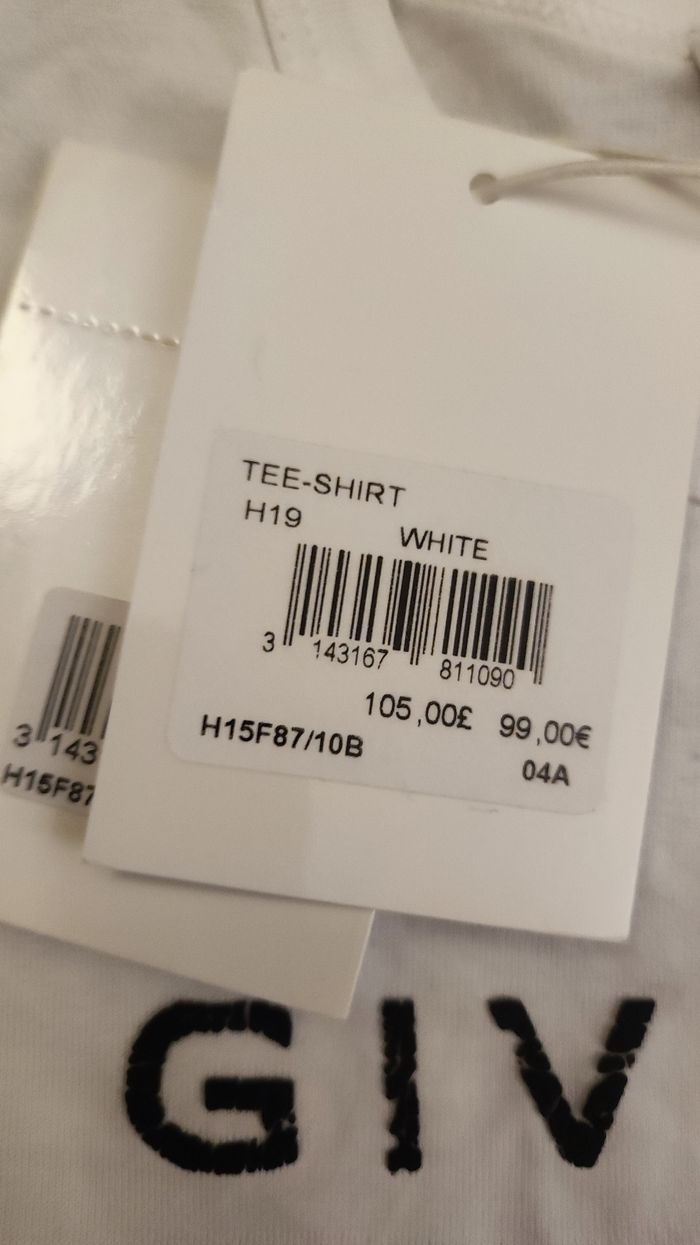 TEE-SHIRT
H19 WHITE
3 143167 811090
105,00£ 99,00€
H15F87/10B 04A
3 143
H15F87
GIV